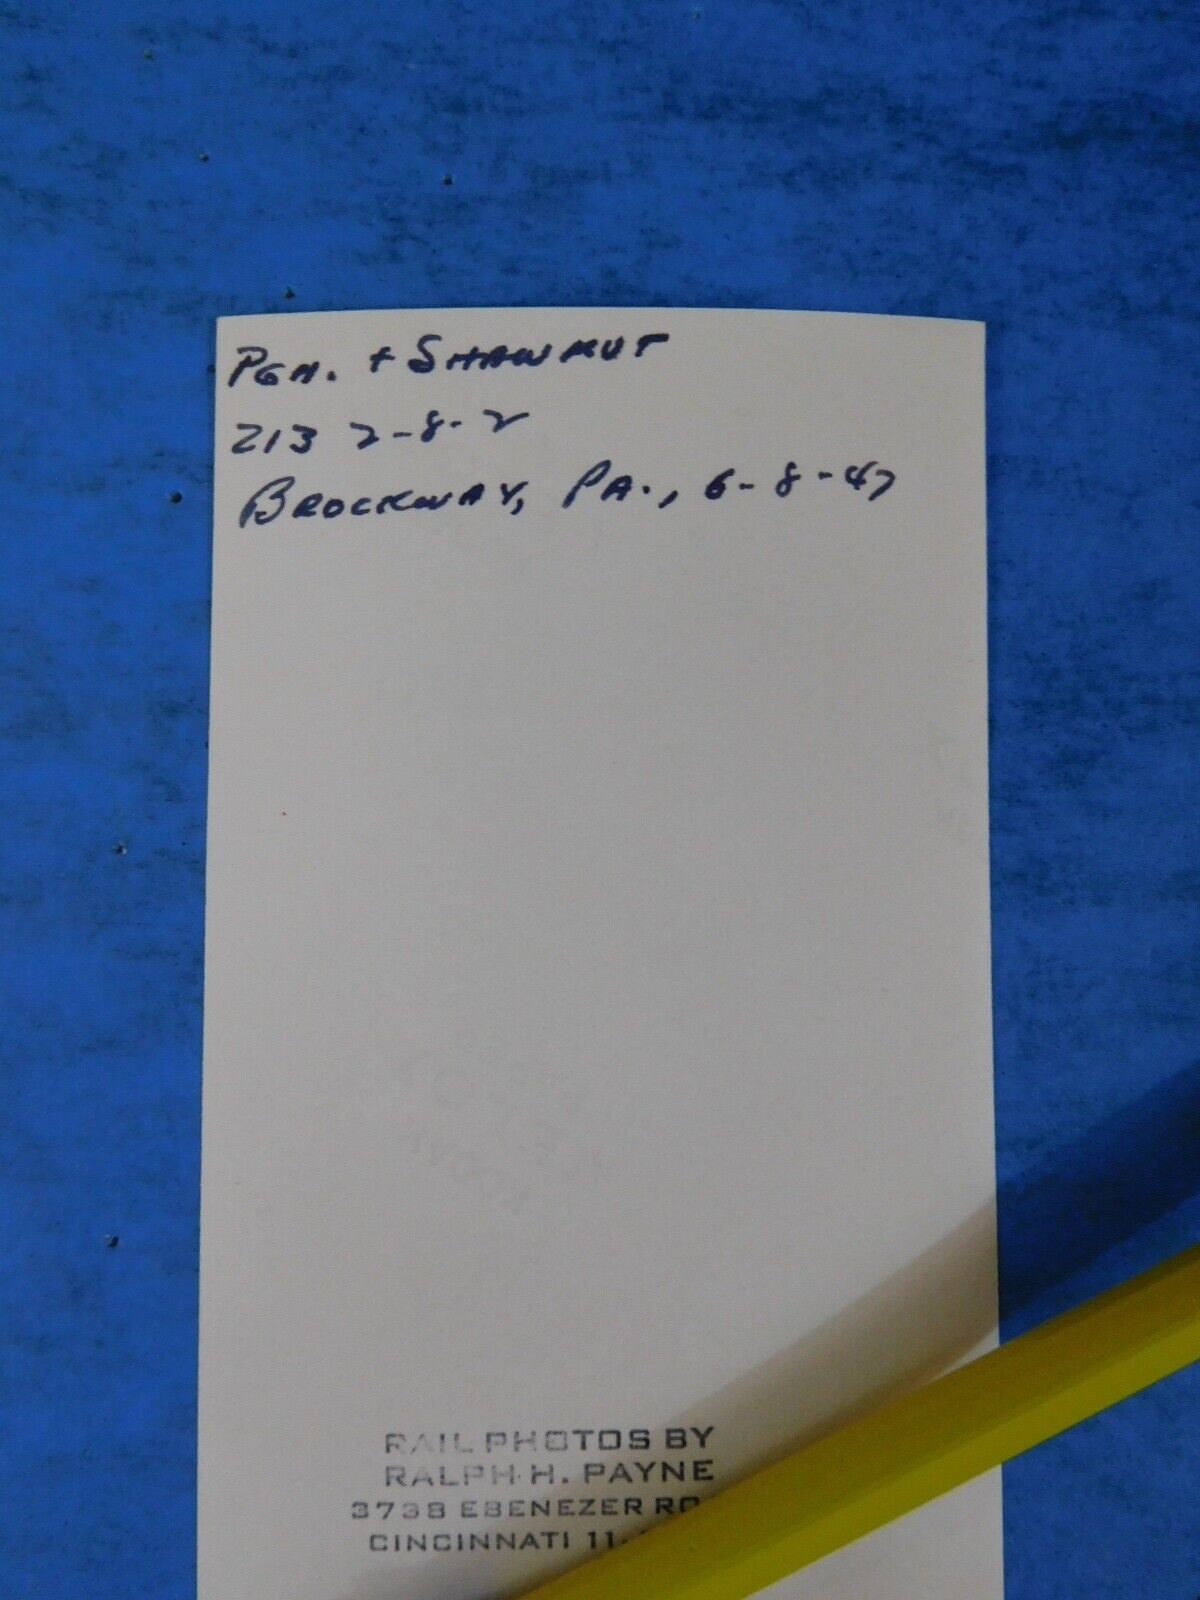 PGH. + SHAWMUT
213 2-8-2
BROCKWAY, PA., 6-8-47
RAIL PHOTOS BY
RALPH H. PAYNE
3738 EBENEZER RD.
CINCINNATI 11,